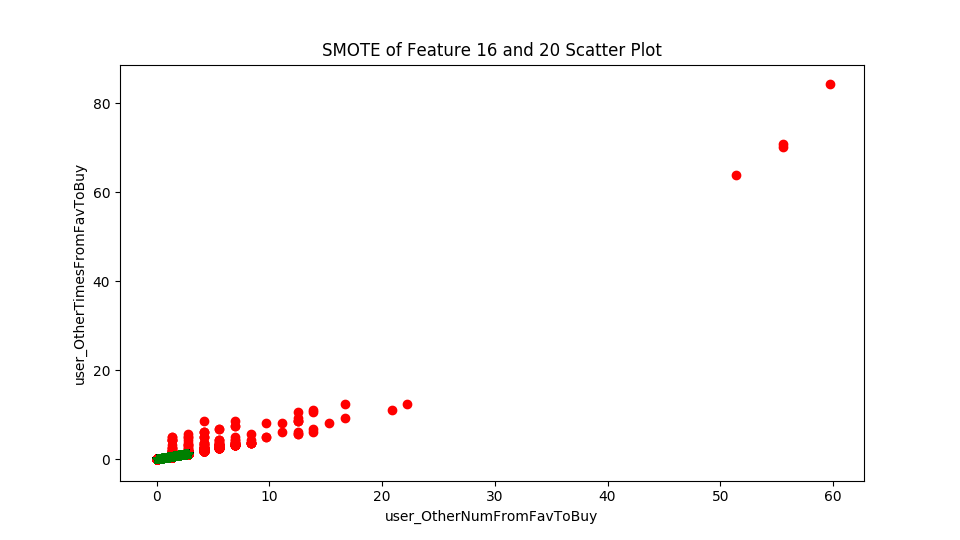 SMOTE of Feature 16 and 20 Scatter Plot
user_OtherTimesFromFavToBuy
80
60
40
20
0
0 10 20 30 40 50 60
user_OtherNumFromFavToBuy